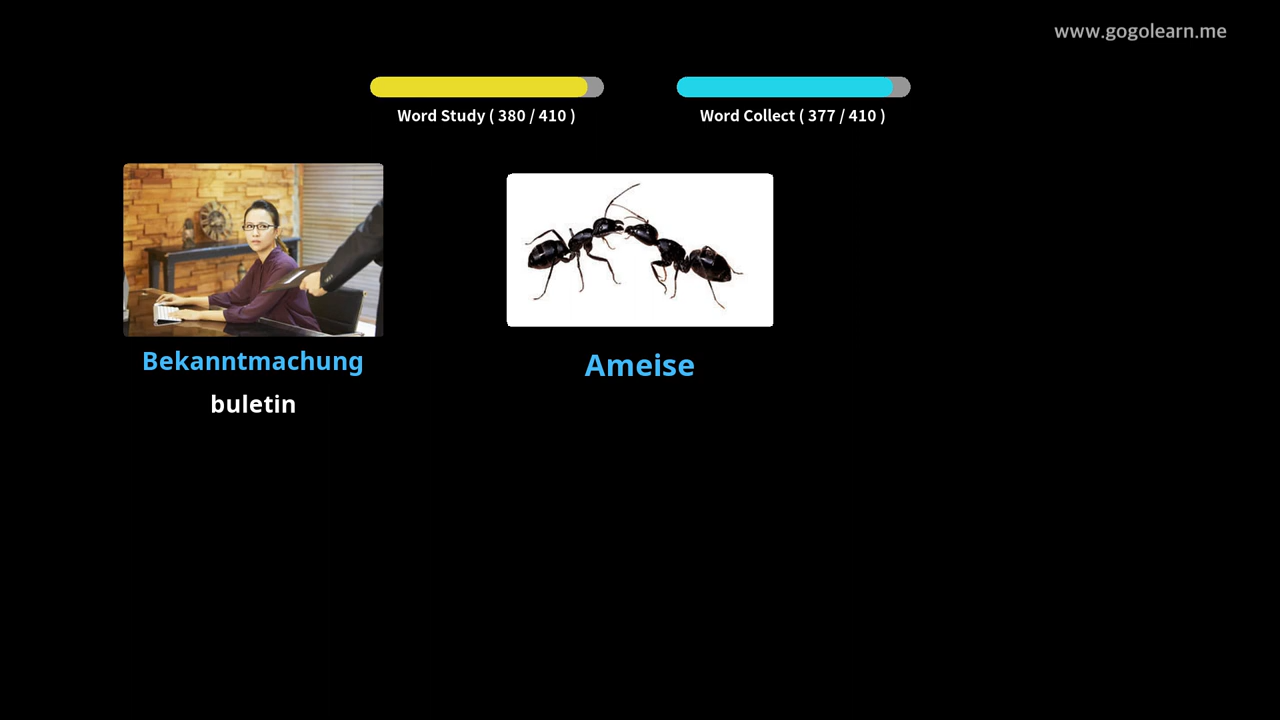 www.gogolearn.me
Word Study ( 380 / 410 )
Word Collect ( 377 / 410 )
Bekanntmachung
buletin
Ameise